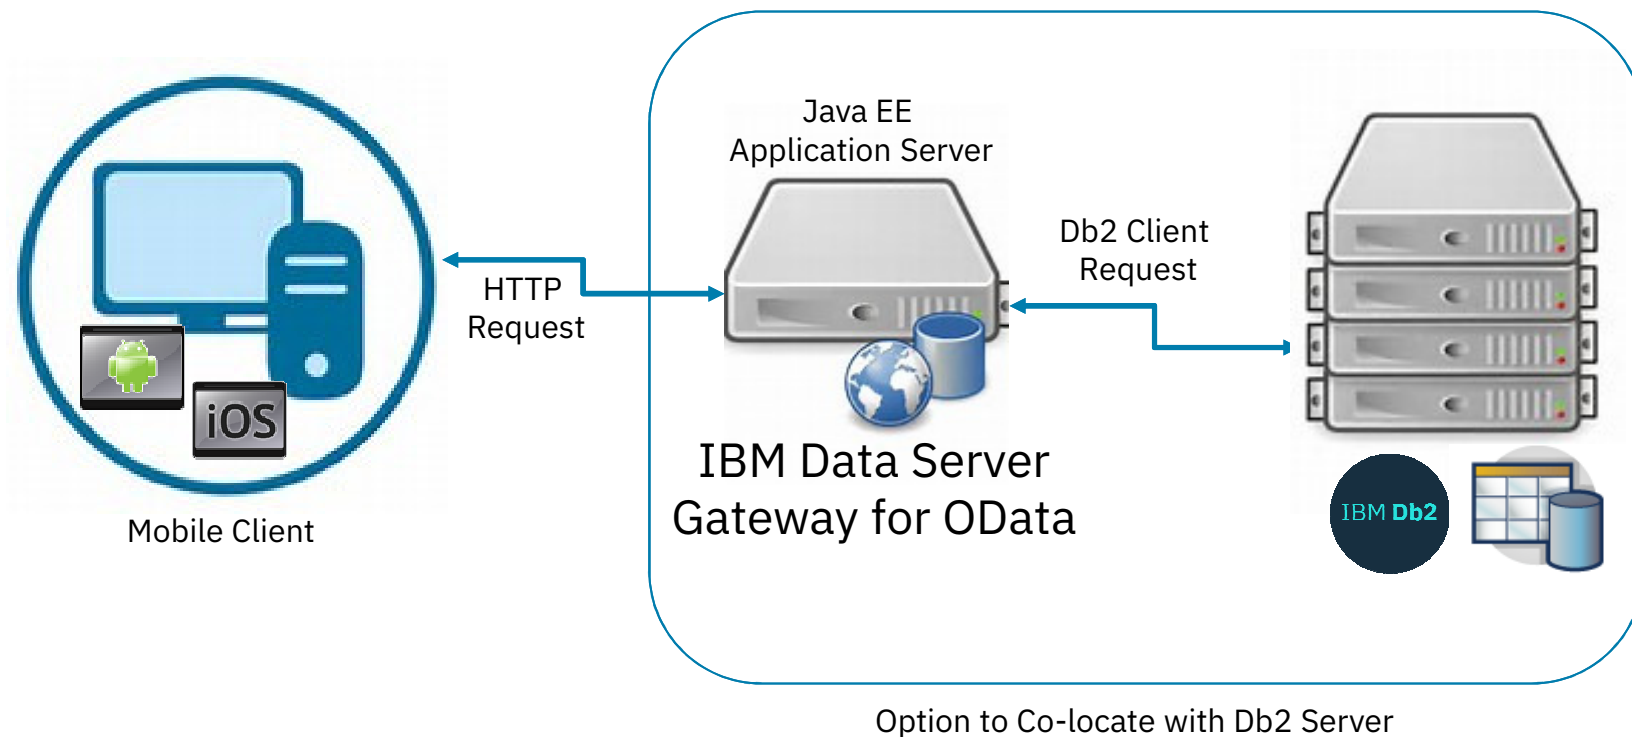 Java EE
Application Server
Db2 Client
Request
HTTP
Request
iOS
IBM Data Server
Gateway for OData
IBM Db2
Mobile Client
Option to Co-locate with Db2 Server